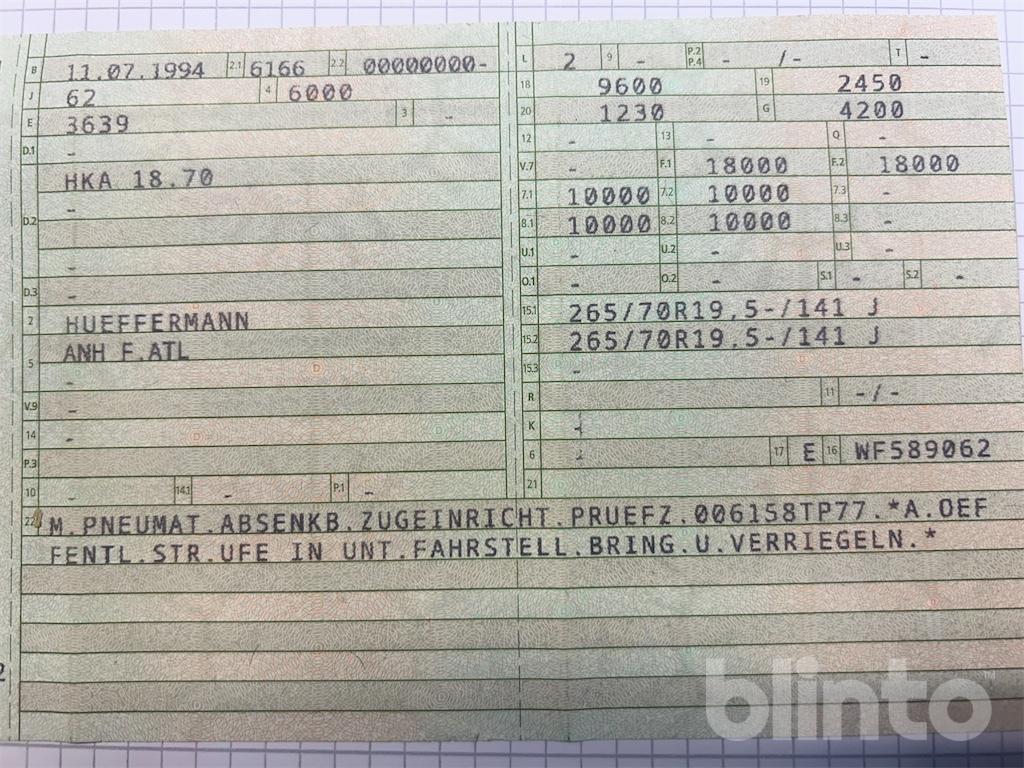 B 11.07.1994 2.1 6166 2.2 00000000-
J 62 4 6000
E 3639 3 -
D.1 -
HKA 18.70
D.2 -
-
D.3 -
2 HUEFFERMANN
5 ANH F.ATL
-
V.9 -
14 -
P.3
10 - 14.1 - P.1 -
L 2 9 - P.2 P.4 - /- T -
18 9600 19 2450
20 1230 G 4200
12 - 13 - Q -
V.7 - F.1 18000 F.2 18000
7.1 10000 7.2 10000 7.3 -
8.1 10000 8.2 10000 8.3 -
U.1 - U.2 - U.3 -
O.1 - O.2 - S.1 - S.2 -
15.1 265/70R19,5-/141 J
15.2 265/70R19,5-/141 J
15.3 -
R 11 -/-
K -
6 - 17 E 16 WF589062
21
22 M.PNEUMAT.ABSENKB.ZUGEINRICHT.PRUEFZ.006158TP77.*A.OEF
FENTL.STR.UFE IN UNT.FAHRSTELL.BRING.U.VERRIEGELN.*
blinto